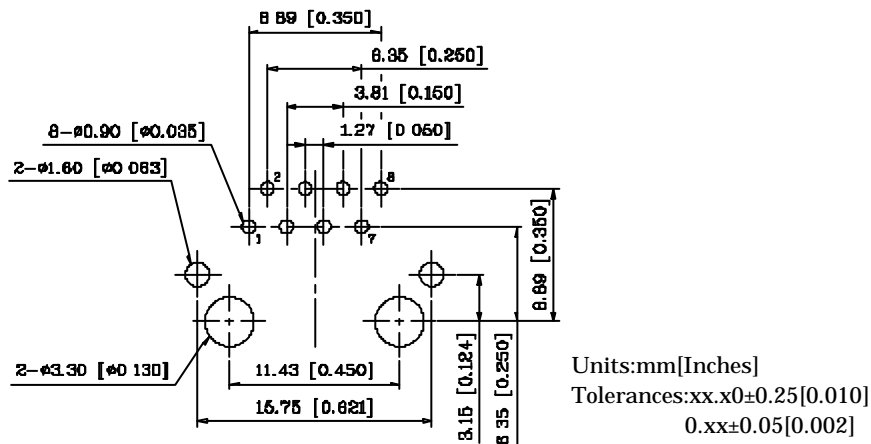 8.89 [0.350]
6.35 [0.250]
3.81 [0.150]
1.27 [0.050]
8-ø0.90 [ø0.035]
2-ø1.60 [ø0.063]
2
8
1
7
8.89 [0.350]
3.15 [0.124]
6.35 [0.250]
2-ø3.30 [ø0.130]
11.43 [0.450]
15.75 [0.621]
Units:mm[Inches]
Tolerances:xx.x0±0.25[0.010]
0.xx±0.05[0.002]